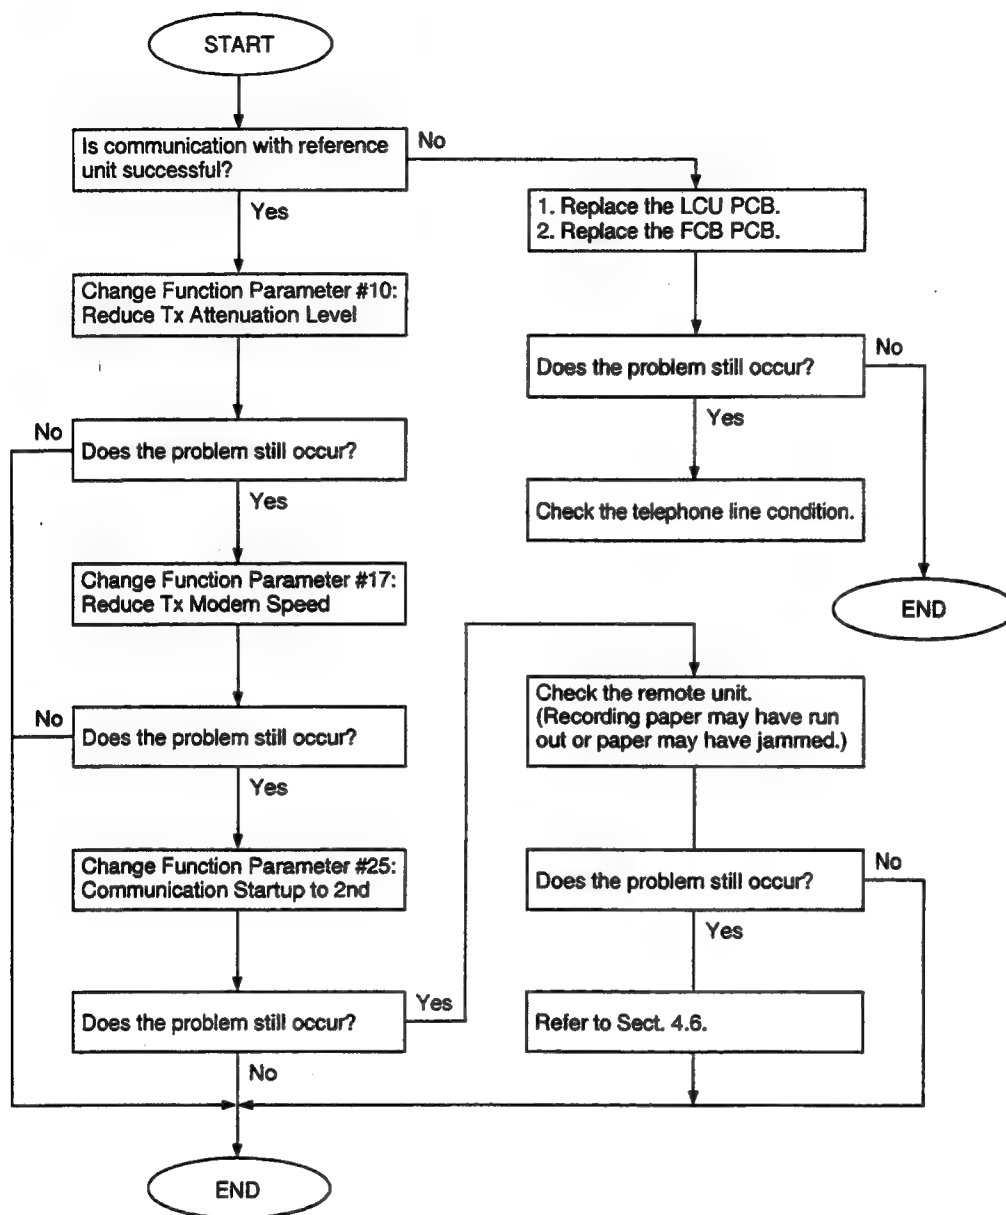 START
Is communication with reference
unit successful?
No
Yes
1. Replace the LCU PCB.
2. Replace the FCB PCB.
Change Function Parameter #10:
Reduce Tx Attenuation Level
Does the problem still occur?
No
Yes
No
Does the problem still occur?
Yes
Check the telephone line condition.
Change Function Parameter #17:
Reduce Tx Modem Speed
END
Check the remote unit.
(Recording paper may have run
out or paper may have jammed.)
No
Does the problem still occur?
Yes
Change Function Parameter #25:
Communication Startup to 2nd
Does the problem still occur?
No
Yes
Does the problem still occur?
Yes
No
Refer to Sect. 4.6.
END